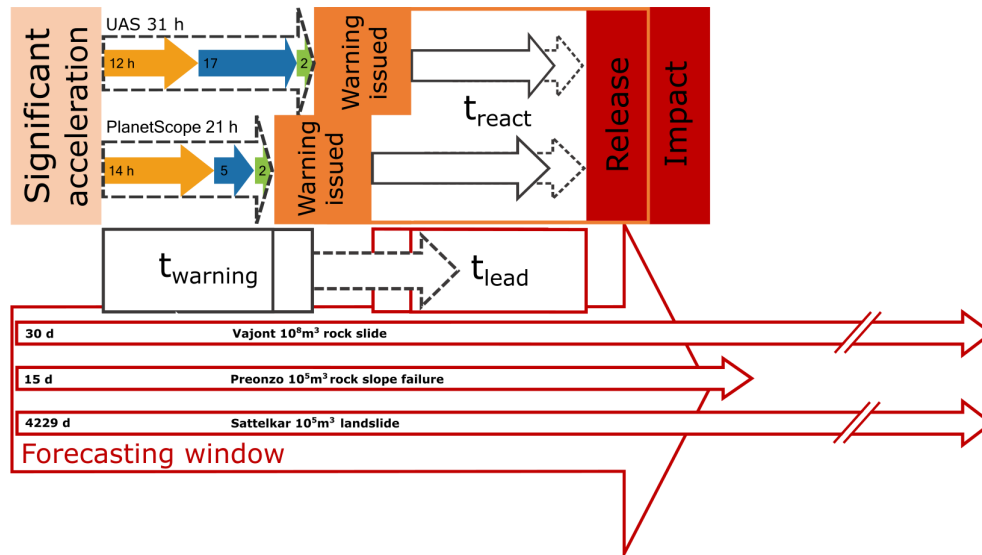 Significant
acceleration
UAS 31 h
12 h
17
2
Warning
issued
PlanetScope 21 h
14 h
5
2
Warning
issued
t_react
Release
Impact
t_warning
t_lead
30 d
Vajont 10⁸m³ rock slide
15 d
Preonzo 10⁵m³ rock slope failure
4229 d
Sattelkar 10⁵m³ landslide
Forecasting window